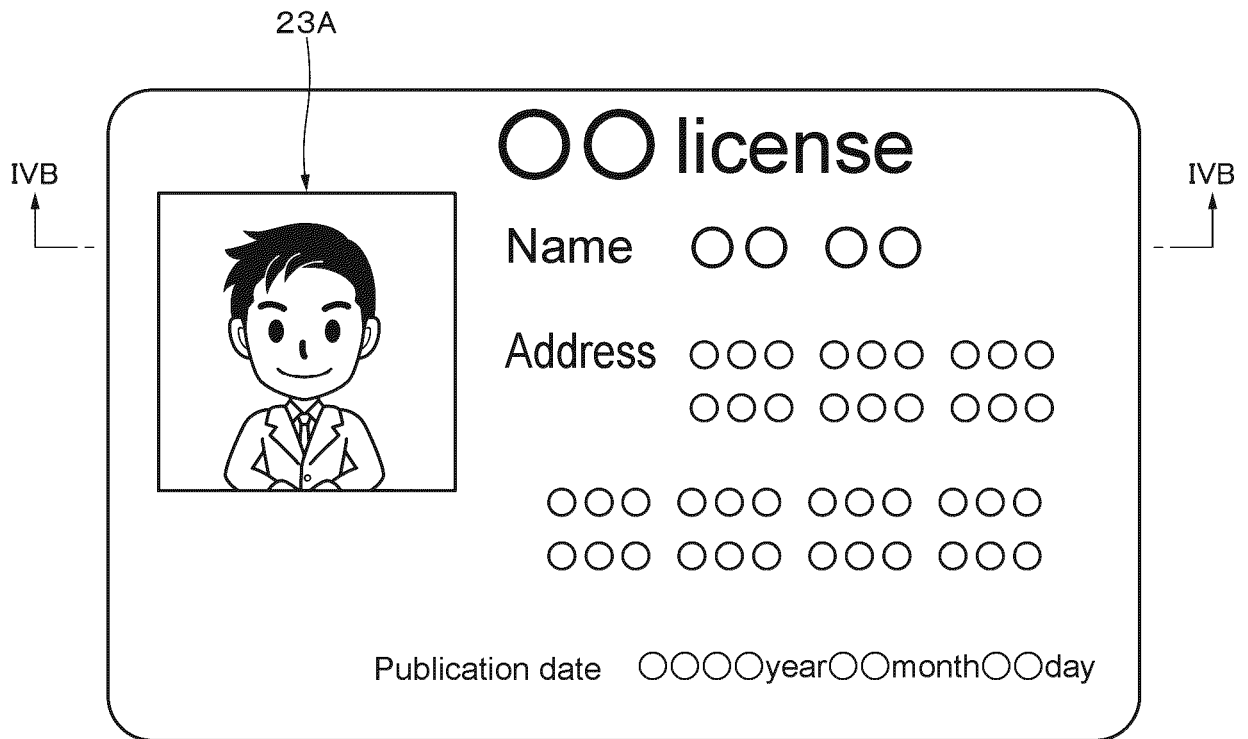 23A
○○ license
IVB
IVB
Name ○○ ○○
Address ○○○ ○○○ ○○○
○○○ ○○○ ○○○
○○○ ○○○ ○○○ ○○○
○○○ ○○○ ○○○ ○○○
Publication date ○○○○year○○month○○day